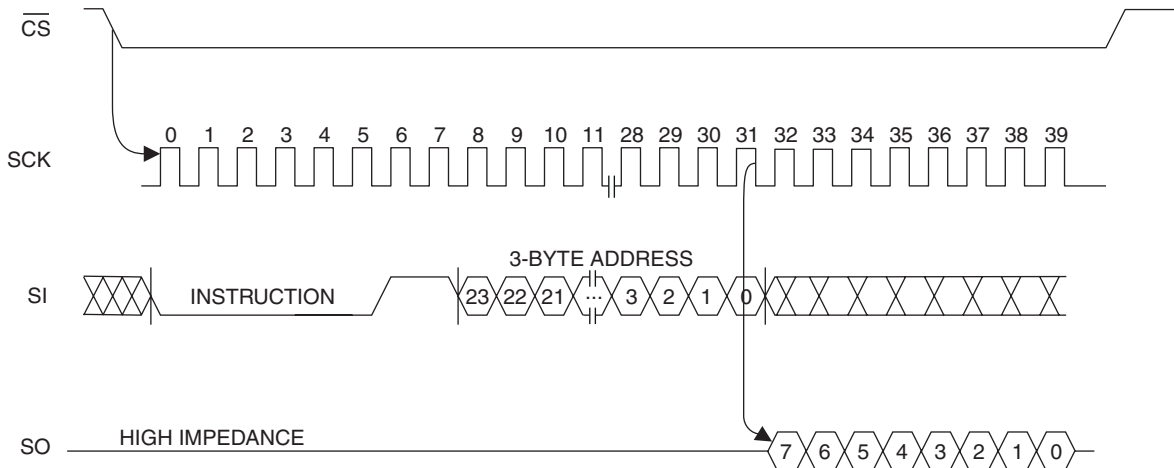 CS
0 1 2 3 4 5 6 7 8 9 10 11 28 29 30 31 32 33 34 35 36 37 38 39
SCK
3-BYTE ADDRESS
SI INSTRUCTION 23 22 21 ... 3 2 1 0
HIGH IMPEDANCE
SO 7 6 5 4 3 2 1 0